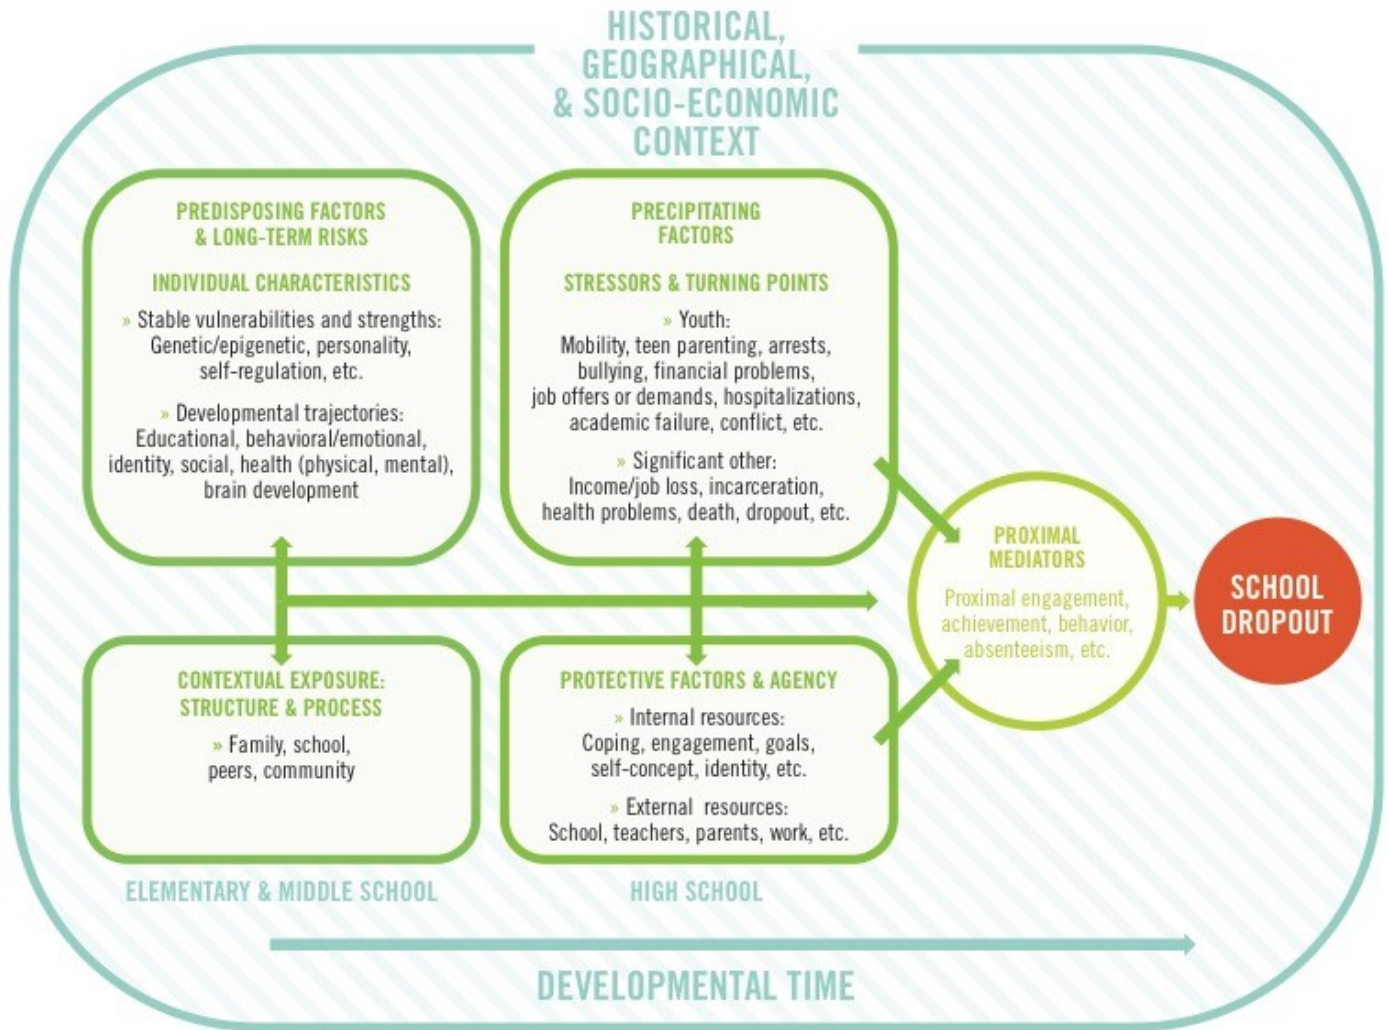 HISTORICAL,
GEOGRAPHICAL,
& SOCIO-ECONOMIC
CONTEXT
PREDISPOSING FACTORS
& LONG-TERM RISKS
INDIVIDUAL CHARACTERISTICS
» Stable vulnerabilities and strengths:
Genetic/epigenetic, personality,
self-regulation, etc.
» Developmental trajectories:
Educational, behavioral/emotional,
identity, social, health (physical, mental),
brain development
PRECIPITATING
FACTORS
STRESSORS & TURNING POINTS
» Youth:
Mobility, teen parenting, arrests,
bullying, financial problems,
job offers or demands, hospitalizations,
academic failure, conflict, etc.
» Significant other:
Income/job loss, incarceration,
health problems, death, dropout, etc.
PROXIMAL
MEDIATORS
Proximal engagement,
achievement, behavior,
absenteeism, etc.
SCHOOL
DROPOUT
CONTEXTUAL EXPOSURE:
STRUCTURE & PROCESS
» Family, school,
peers, community
PROTECTIVE FACTORS & AGENCY
» Internal resources:
Coping, engagement, goals,
self-concept, identity, etc.
» External resources:
School, teachers, parents, work, etc.
ELEMENTARY & MIDDLE SCHOOL
HIGH SCHOOL
DEVELOPMENTAL TIME